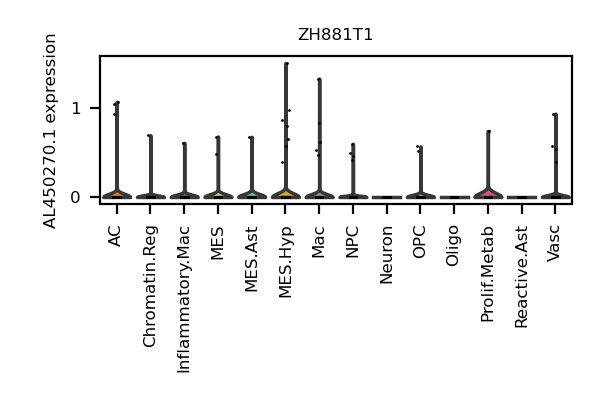 ZH881T1
AL450270.1 expression
1
0
AC
Chromatin.Reg
Inflammatory.Mac
MES
MES.Ast
MES.Hyp
Mac
NPC
Neuron
OPC
Oligo
Prolif.Metab
Reactive.Ast
Vasc